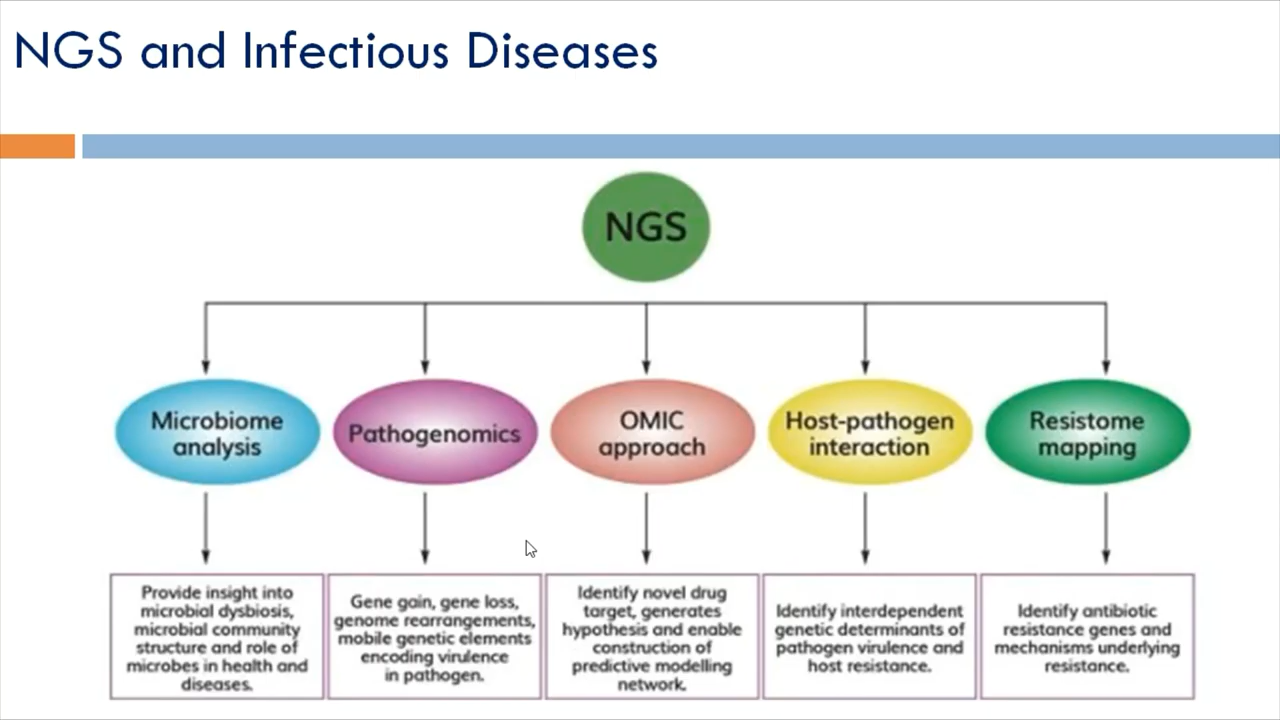 NGS and Infectious Diseases
NGS
Microbiome
analysis
Pathogenomics
OMIC
approach
Host-pathogen
interaction
Resistome
mapping
Provide insight into
microbial dysbiosis,
microbial community
structure and role of
microbes in health and
diseases.
Gene gain, gene loss,
genome rearrangements,
mobile genetic elements
encoding virulence
in pathogen.
Identify novel drug
target, generates
hypothesis and enable
construction of
predictive modelling
network.
Identify interdependent
genetic determinants of
pathogen virulence and
host resistance.
Identify antibiotic
resistance genes and
mechanisms underlying
resistance.